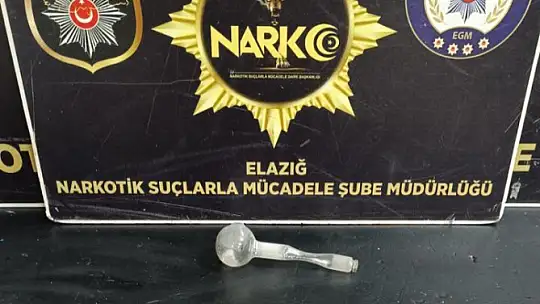 NARKO
NARKOTİK SUÇLARLA MÜCADELE DAİRE BAŞKANLIĞI
EGM
ELAZIĞ
NARKOTİK SUÇLARLA MÜCADELE ŞUBE MÜDÜRLÜĞÜ